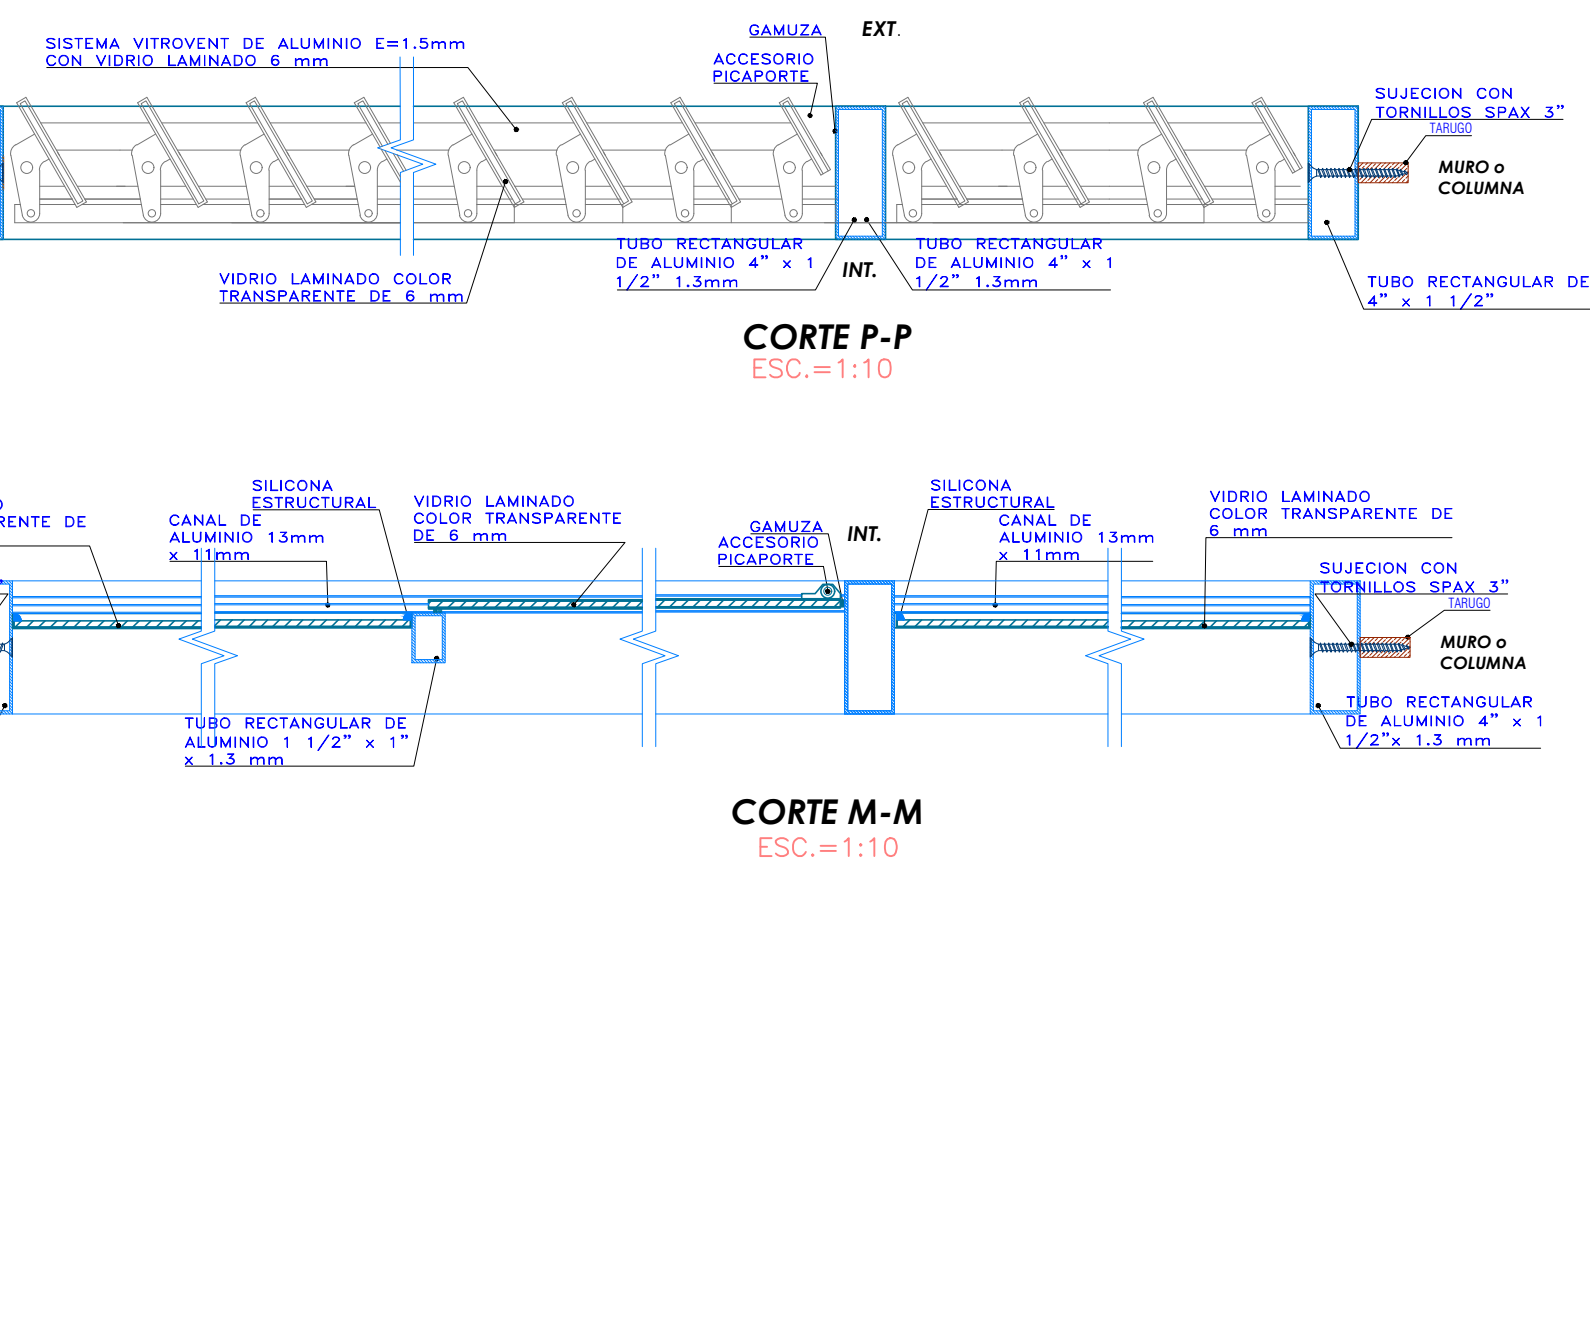 EXT.
GAMUZA
SISTEMA VITROVENT DE ALUMINIO E=1.5mm
CON VIDRIO LAMINADO 6 mm
ACCESORIO
PICAPORTE
SUJECION CON
TORNILLOS SPAX 3”
TARUGO
MURO o
COLUMNA
TUBO RECTANGULAR
DE ALUMINIO 4” x 1
1/2” 1.3mm
INT.
TUBO RECTANGULAR
DE ALUMINIO 4” x 1
1/2” 1.3mm
VIDRIO LAMINADO COLOR
TRANSPARENTE DE 6 mm
TUBO RECTANGULAR DE
4” x 1 1/2”
CORTE P-P
ESC.=1:10
O
RENTE DE
SILICONA
ESTRUCTURAL
CANAL DE
ALUMINIO 13mm
x 11mm
VIDRIO LAMINADO
COLOR TRANSPARENTE
DE 6 mm
GAMUZA
ACCESORIO
PICAPORTE
INT.
SILICONA
ESTRUCTURAL
CANAL DE
ALUMINIO 13mm
x 11mm
VIDRIO LAMINADO
COLOR TRANSPARENTE DE
6 mm
SUJECION CON
TORNILLOS SPAX 3”
TARUGO
MURO o
COLUMNA
TUBO RECTANGULAR DE
ALUMINIO 1 1/2” x 1”
x 1.3 mm
TUBO RECTANGULAR
DE ALUMINIO 4” x 1
1/2”x 1.3 mm
CORTE M-M
ESC.=1:10